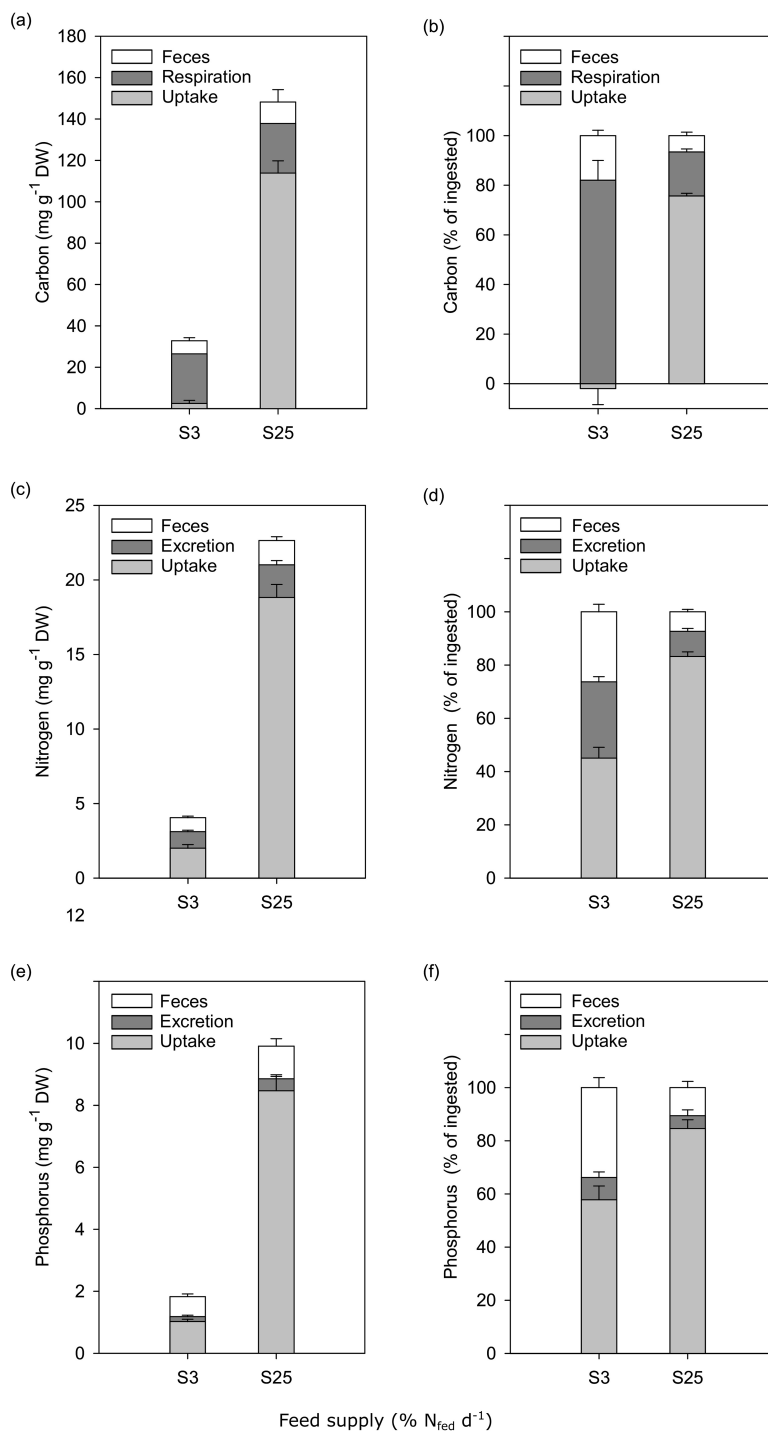 (a)
180
160
140
120
100
80
60
40
20
0
Carbon (mg g-1 DW)
Feces
Respiration
Uptake
S3 S25
(b)
100
80
60
40
20
0
Carbon (% of ingested)
Feces
Respiration
Uptake
S3 S25
(c)
25
20
15
10
5
0
Nitrogen (mg g-1 DW)
Feces
Excretion
Uptake
S3 S25
12
(d)
100
80
60
40
20
0
Nitrogen (% of ingested)
Feces
Excretion
Uptake
S3 S25
(e)
10
8
6
4
2
0
Phosphorus (mg g-1 DW)
Feces
Excretion
Uptake
S3 S25
(f)
100
80
60
40
20
0
Phosphorus (% of ingested)
Feces
Excretion
Uptake
S3 S25
Feed supply (% Nfed d-1)